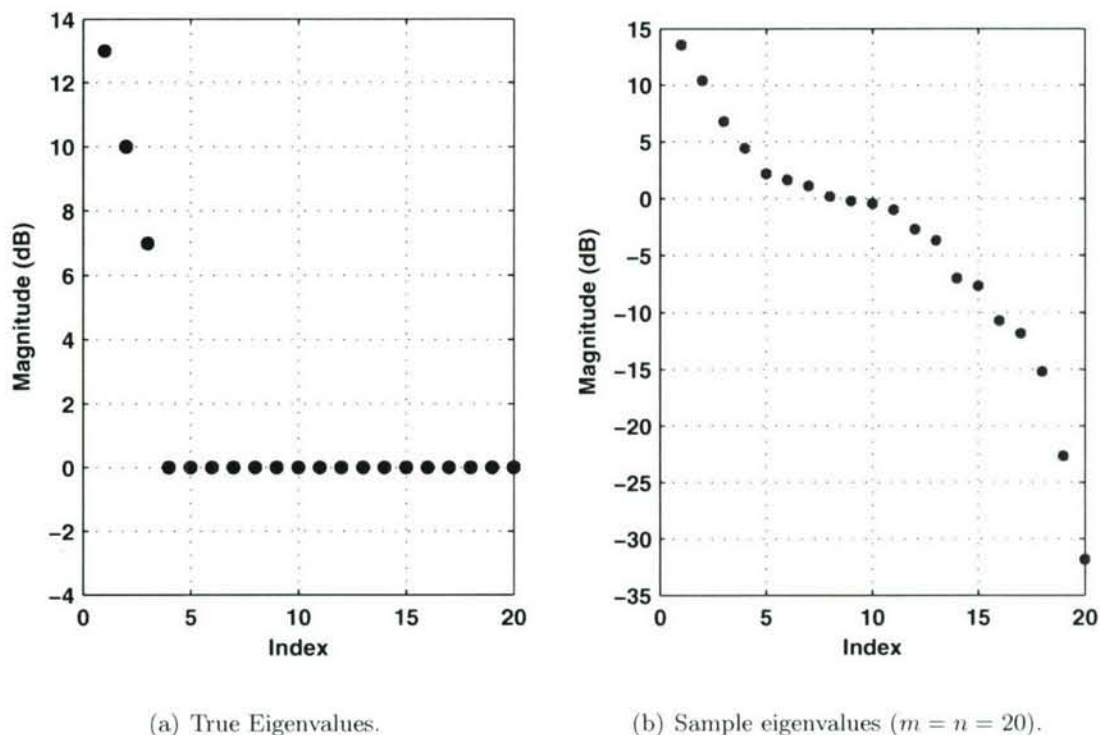 14
12
10
8
6
4
2
0
−2
−4
Magnitude (dB)
0 5 10 15 20
Index
(a) True Eigenvalues.
15
10
5
0
−5
−10
−15
−20
−25
−30
−35
Magnitude (dB)
0 5 10 15 20
Index
(b) Sample eigenvalues (m = n = 20).